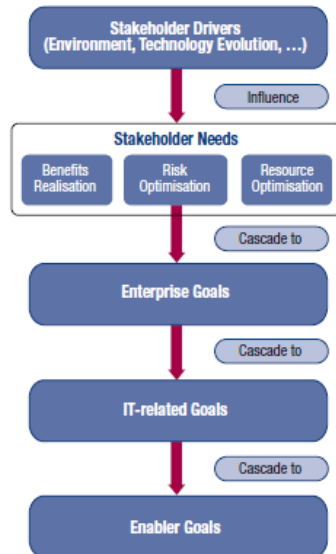 Stakeholder Drivers
(Environment, Technology Evolution, …)
Influence
Stakeholder Needs
Benefits
Realisation
Risk
Optimisation
Resource
Optimisation
Cascade to
Enterprise Goals
Cascade to
IT-related Goals
Cascade to
Enabler Goals